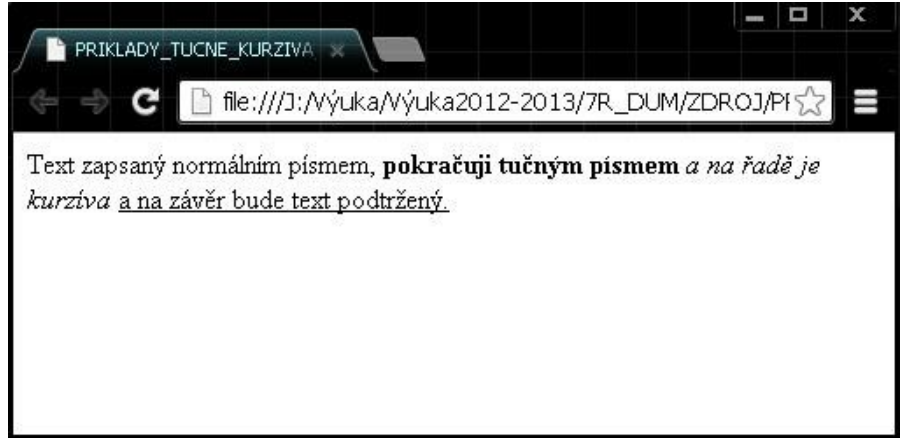 PRIKLADY_TUCNE_KURZIVA
file:///J:/Výuka/Výuka2012-2013/7R_DUM/ZDROJ/PI
Text zapsaný normálním písmem, pokračuji tučným písmem a na řadě je
kurzíva a na závěr bude text podtržený.